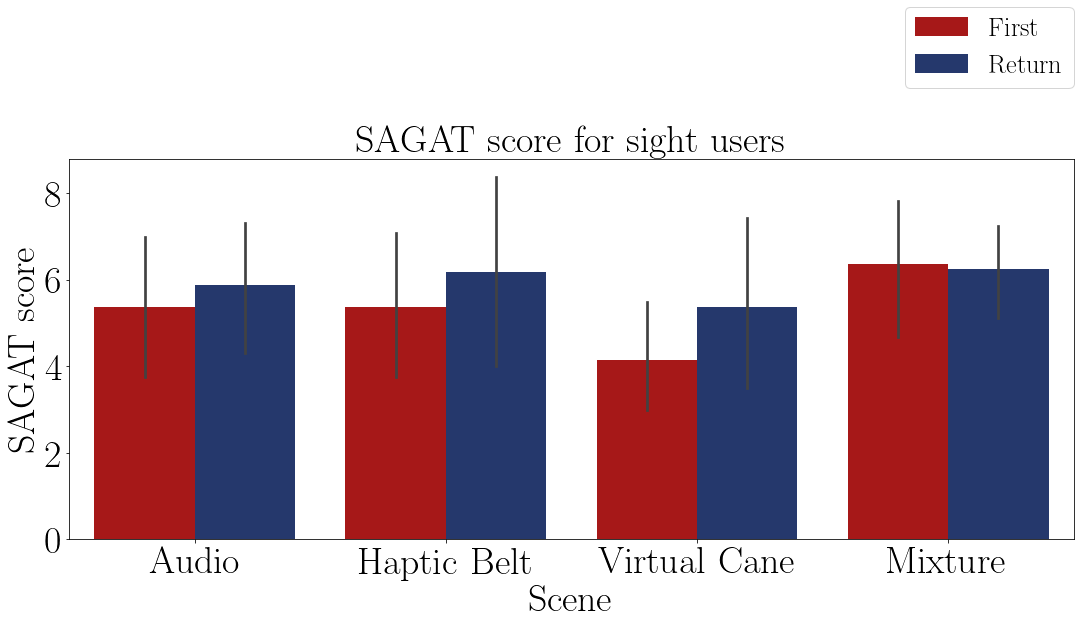 First
Return
SAGAT score for sight users
SAGAT score
8
6
4
2
0
Audio
Haptic Belt
Virtual Cane
Mixture
Scene